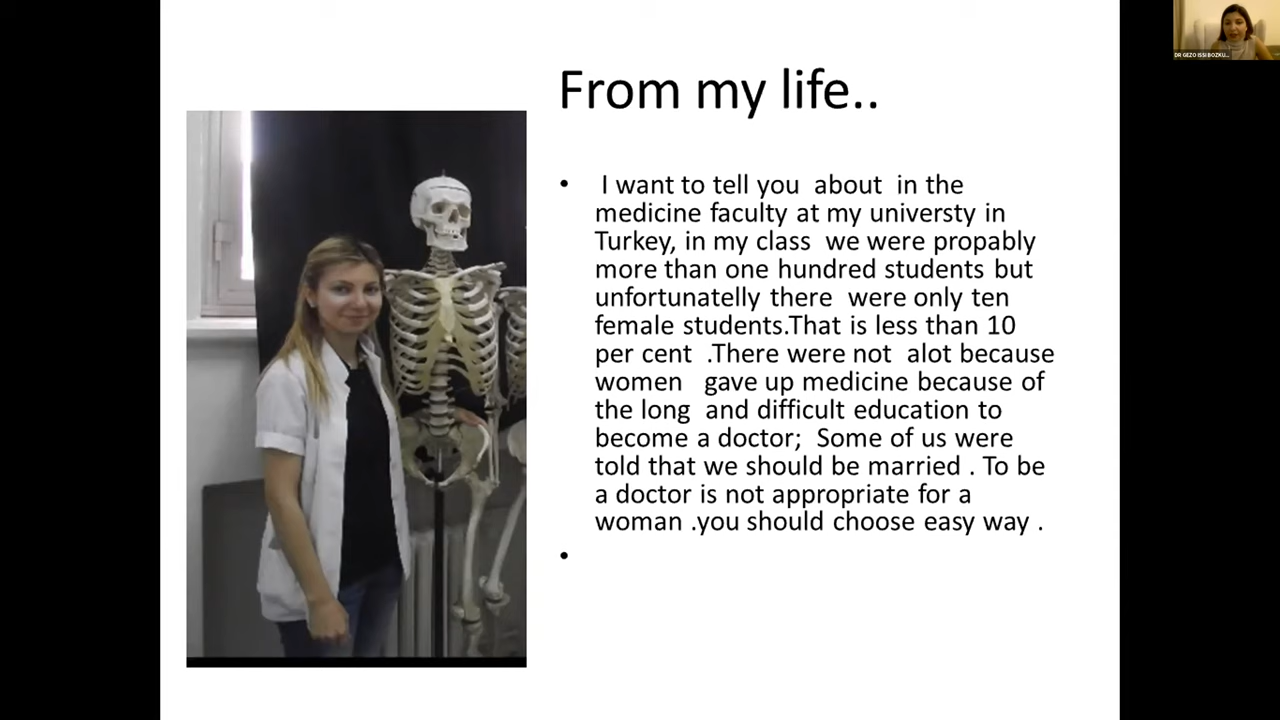 DR GEZO ISSI BOZKU...
From my life..
• I want to tell you about in the
medicine faculty at my universty in
Turkey, in my class we were propably
more than one hundred students but
unfortunatelly there were only ten
female students.That is less than 10
per cent .There were not alot because
women gave up medicine because of
the long and difficult education to
become a doctor; Some of us were
told that we should be married . To be
a doctor is not appropriate for a
woman .you should choose easy way .
•